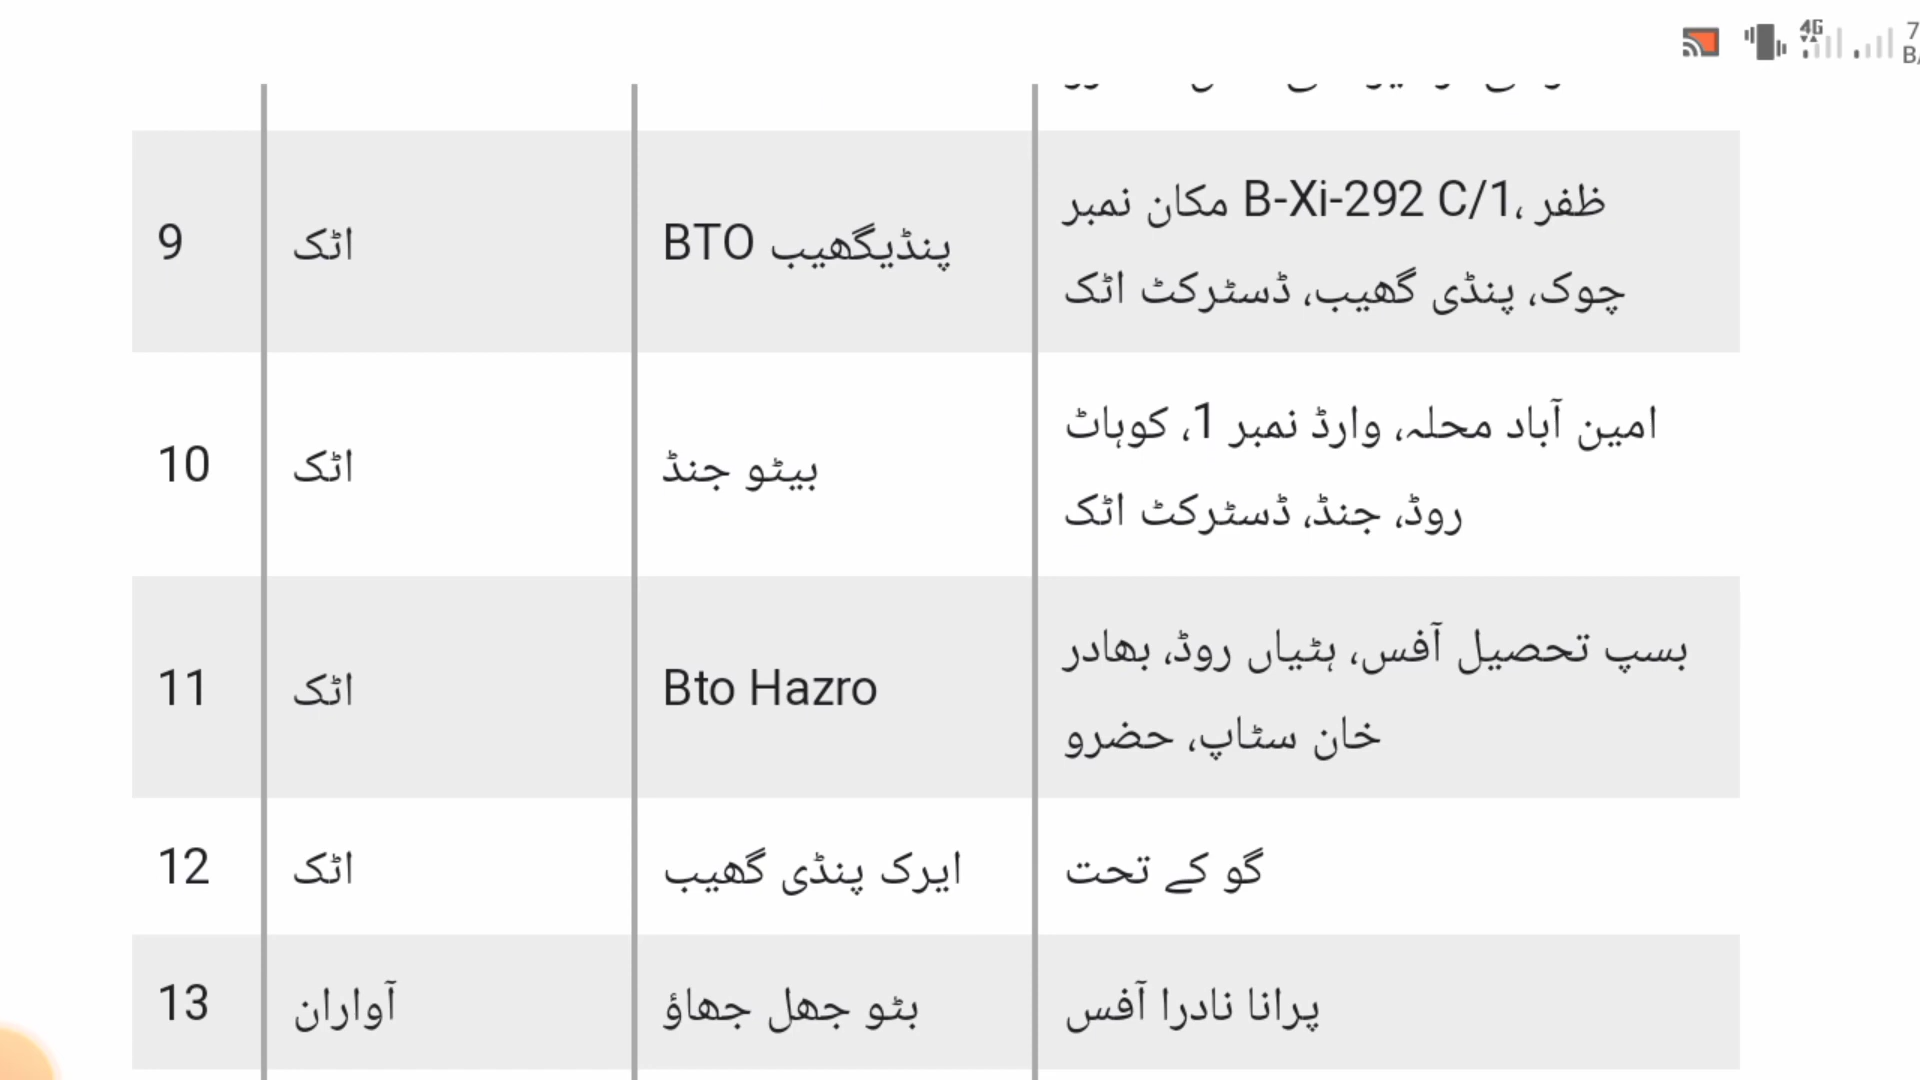 4G
9
اٹک
BTO پنڈیگھیب
مکان نمبر B-Xi-292 C/1، ظفر
چوک، پنڈی گھیب، ڈسٹرکٹ اٹک
10
اٹک
بیٹو جنڈ
امین آباد محلہ، وارڈ نمبر 1، کوہاٹ
روڈ، جنڈ، ڈسٹرکٹ اٹک
11
اٹک
Bto Hazro
بسپ تحصیل آفس، ہٹیاں روڈ، بھادر
خان سٹاپ، حضرو
12
اٹک
ایرک پنڈی گھیب
گو کے تحت
13
آواران
بٹو جھل جھاؤ
پرانا نادرا آفس